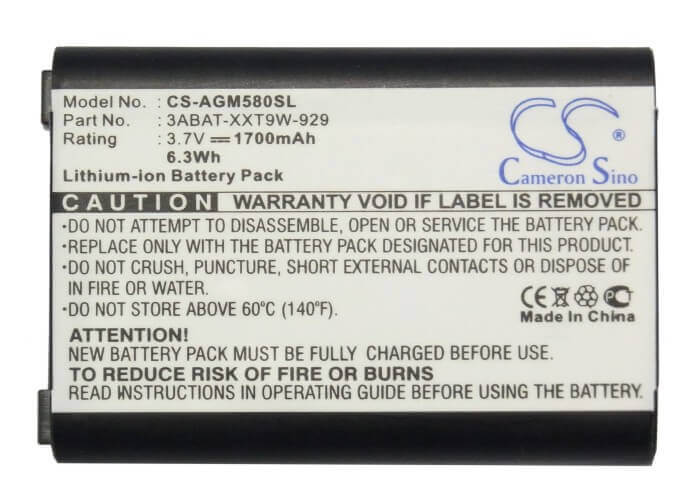 Model No. : CS-AGM580SL
3ABAT-XXT9W-929
Rating : 3.7V 1700mAh
6.3Wh
Lithium-ion Battery Pack
CS
Cameron Sino
CAUTION WARRANTY VOID IF LABEL IS REMOVED
•DO NOT ATTEMPT TO DISASSEMBLE, OPEN OR SERVICE THE BATTERY PACK.
•REPLACE ONLY WITH THE BATTERY PACK DESIGNATED FOR THIS PRODUCT.
•DO NOT CRUSH, PUNCTURE, SHORT EXTERNAL CONTACTS OR DISPOSE OF
IN FIRE OR WATER.
•DO NOT STORE ABOVE 60°C (140°F).
CE PC
Made In China
ATTENTION!
NEW BATTERY PACK MUST BE FULLY CHARGED BEFORE USE.
TO REDUCE RISK OF FIRE OR BURNS
READ INSTRUCTIONS IN OPERATING GUIDE BEFORE USING THE BATTERY.